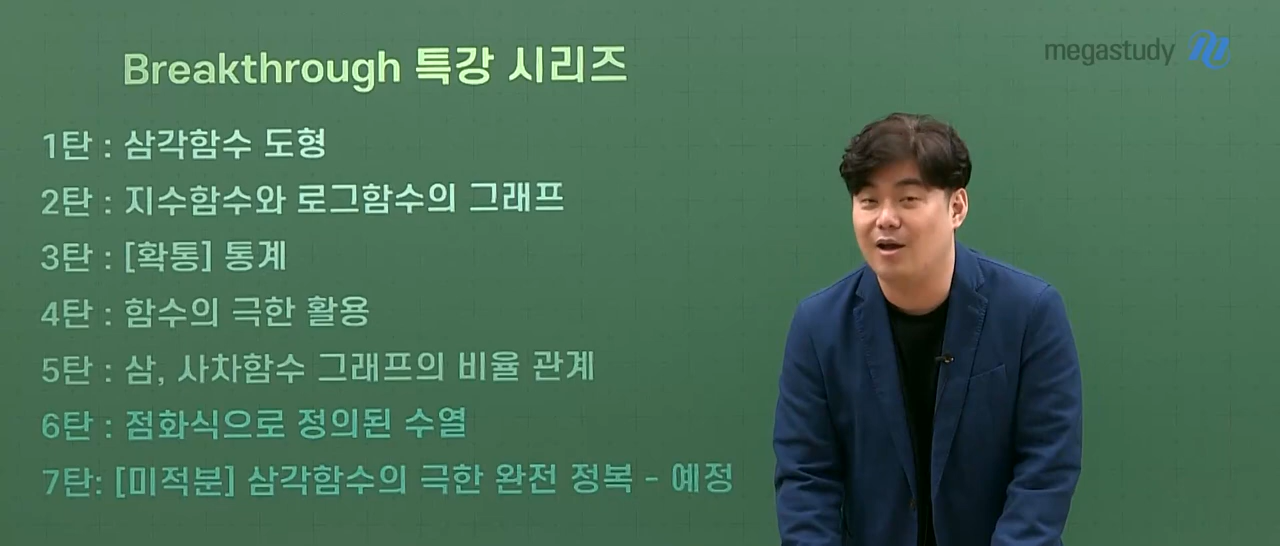 Breakthrough 특강 시리즈
megastudy
1탄 : 삼각함수 도형
2탄 : 지수함수와 로그함수의 그래프
3탄 : [확통] 통계
4탄 : 함수의 극한 활용
5탄 : 삼, 사차함수 그래프의 비율 관계
6탄 : 점화식으로 정의된 수열
7탄: [미적분] 삼각함수의 극한 완전 정복 - 예정